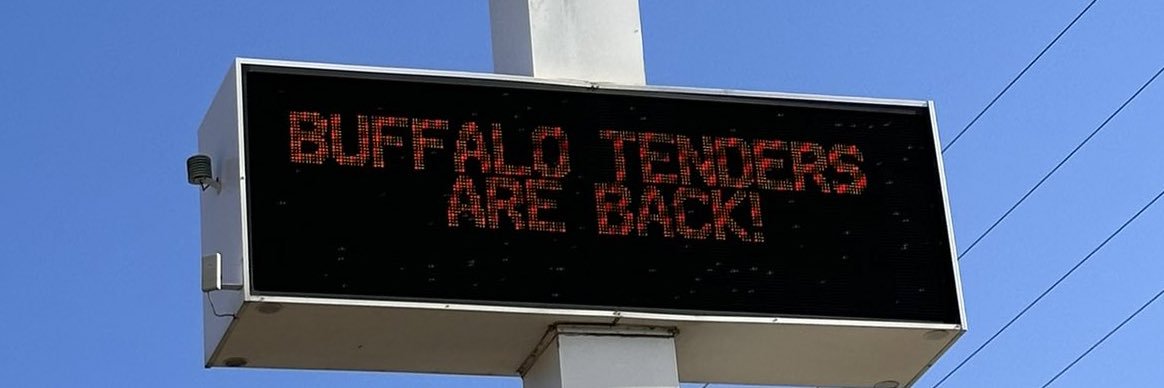 BUFFALO TENDERS
ARE BACK!